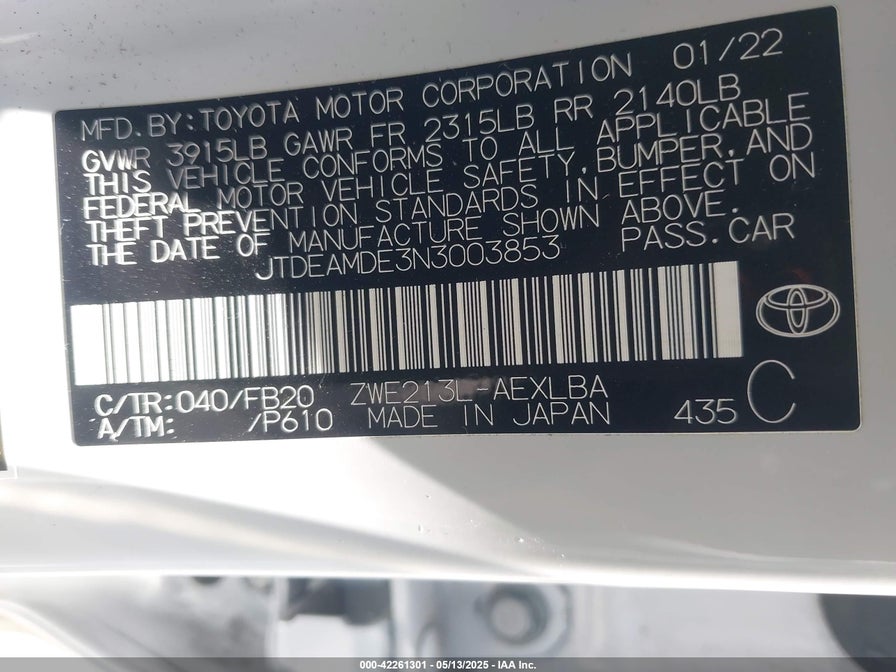 MFD. BY: TOYOTA MOTOR CORPORATION 01/22
GVWR 3915LB GAWR FR 2315LB RR 2140LB
THIS VEHICLE CONFORMS TO ALL APPLICABLE
FEDERAL MOTOR VEHICLE SAFETY, BUMPER, AND
THEFT PREVENTION STANDARDS IN EFFECT ON
THE DATE OF MANUFACTURE SHOWN ABOVE.
JTDEAMDE3N3003853 PASS. CAR
C/TR: 040/FB20 ZWE213L-AEXLBA
A/TM: /P610 MADE IN JAPAN 435 C
000-42261301 - 05/13/2025 - IAA Inc.